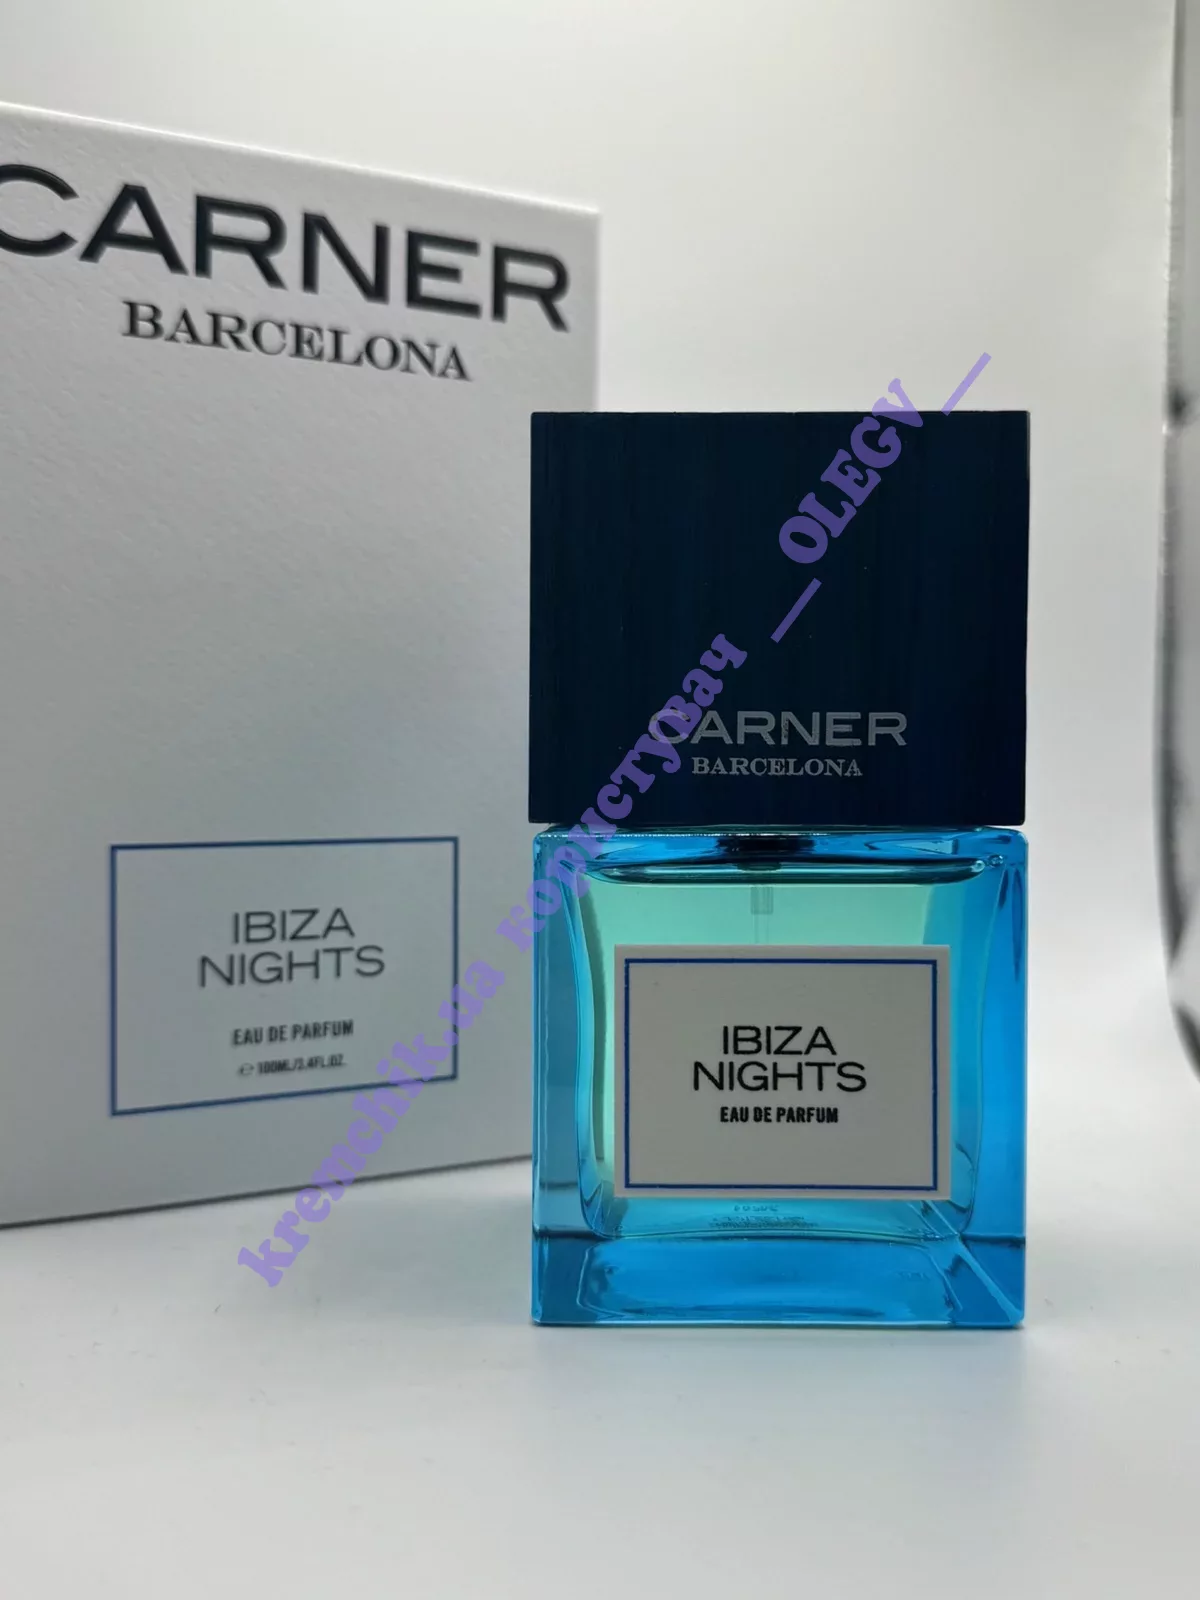 CARNER
BARCELONA
IBIZA
NIGHTS
EAU DE PARFUM
℮ 100ML/3.4FL.OZ.
CARNER
BARCELONA
IBIZA
NIGHTS
EAU DE PARFUM
kremchik.ua користувач __OLEGV__